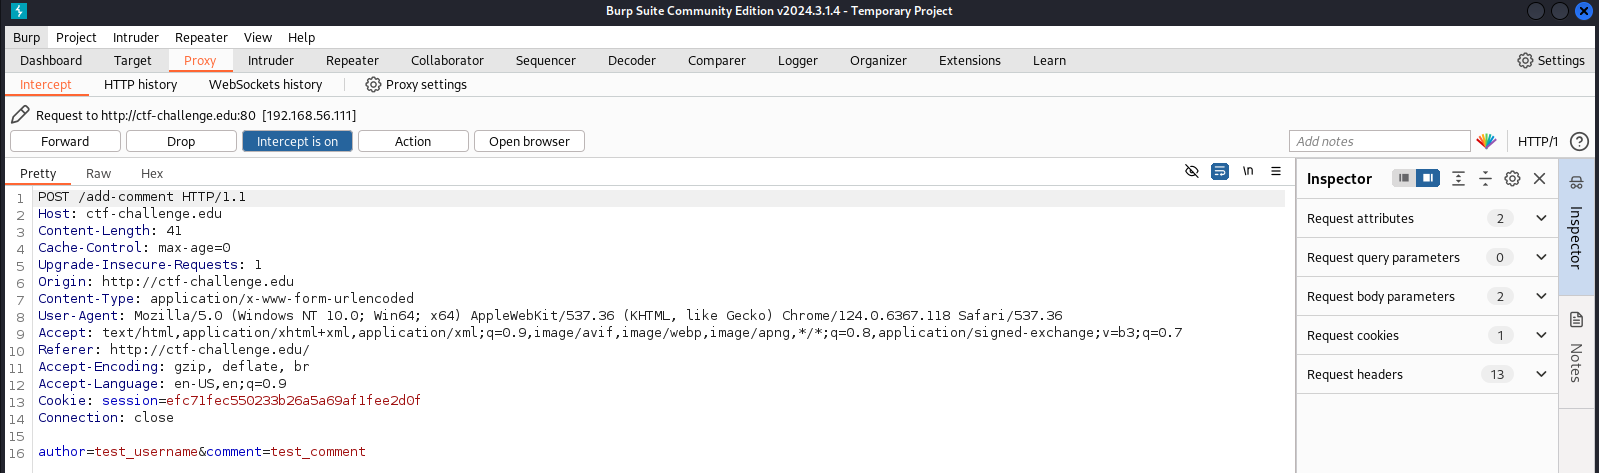 Burp Suite Community Edition v2024.3.1.4 - Temporary Project
Burp Project Intruder Repeater View Help
Dashboard Target Proxy Intruder Repeater Collaborator Sequencer Decoder Comparer Logger Organizer Extensions Learn Settings
Intercept HTTP history WebSockets history Proxy settings
Request to http://ctf-challenge.edu:80 [192.168.56.111]
Forward Drop Intercept is on Action Open browser Add notes HTTP/1 ?
Pretty Raw Hex \n
1 POST /add-comment HTTP/1.1
2 Host: ctf-challenge.edu
3 Content-Length: 41
4 Cache-Control: max-age=0
5 Upgrade-Insecure-Requests: 1
6 Origin: http://ctf-challenge.edu
7 Content-Type: application/x-www-form-urlencoded
8 User-Agent: Mozilla/5.0 (Windows NT 10.0; Win64; x64) AppleWebKit/537.36 (KHTML, like Gecko) Chrome/124.0.6367.118 Safari/537.36
9 Accept: text/html,application/xhtml+xml,application/xml;q=0.9,image/avif,image/webp,image/apng,*/*;q=0.8,application/signed-exchange;v=b3;q=0.7
10 Referer: http://ctf-challenge.edu/
11 Accept-Encoding: gzip, deflate, br
12 Accept-Language: en-US,en;q=0.9
13 Cookie: session=efc71fec550233b26a5a69af1fee2d0f
14 Connection: close
15
16 author=test_username&comment=test_comment
Inspector
Request attributes 2
Request query parameters 0
Request body parameters 2
Request cookies 1
Request headers 13
Inspector
Notes